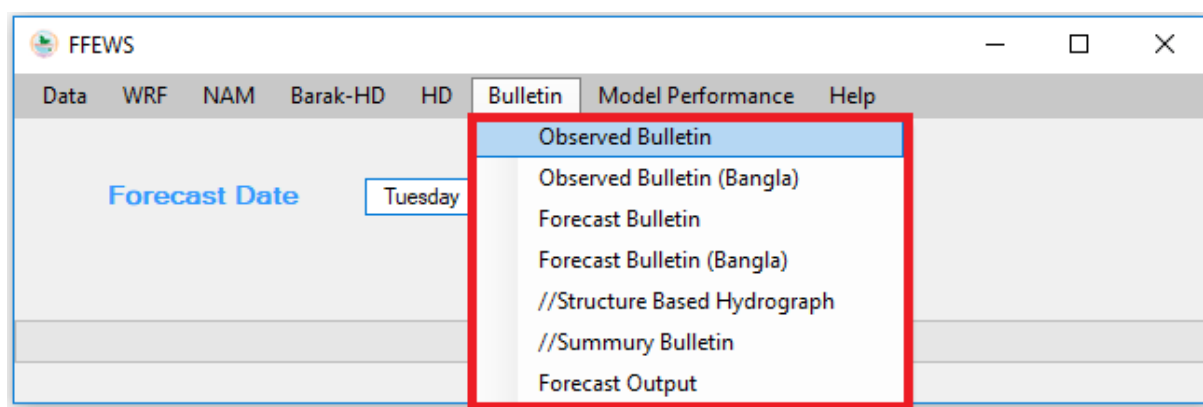 FFEWS
Data WRF NAM Barak-HD HD Bulletin Model Performance Help
Observed Bulletin
Observed Bulletin (Bangla)
Forecast Date Tuesday
Forecast Bulletin
Forecast Bulletin (Bangla)
//Structure Based Hydrograph
//Summury Bulletin
Forecast Output